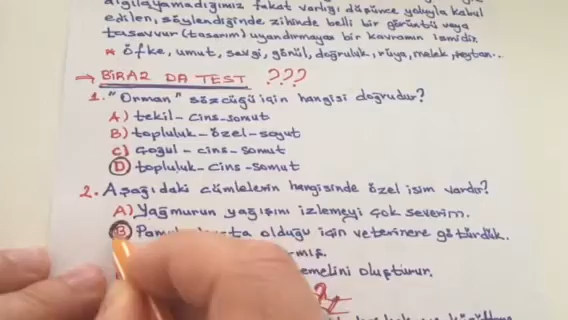 algılayamadığımız fakat varlığı düşünce yoluyla kabul
edilen, söylendiğinde zihinde belli bir görüntü veya
tasavvur (tasarım) uyandırmayan bir kavramın ismidir
* öfke, umut, sevgi, gönül, doğruluk, rüya, melek, şeytan...
→ BİRAZ DA TEST ???
1. "Orman" sözcüğü için hangisi doğrudur?
A) tekil - cins - somut
B) topluluk - özel - soyut
C) çoğul - cins - somut
D) topluluk - cins - somut
2. Aşağıdaki cümlelerin hangisinde özel isim vardır?
A) Yağmurun yağışını izlemeyi çok severim.
B) olduğu için veterinere götürdük.
temelini oluşturur.